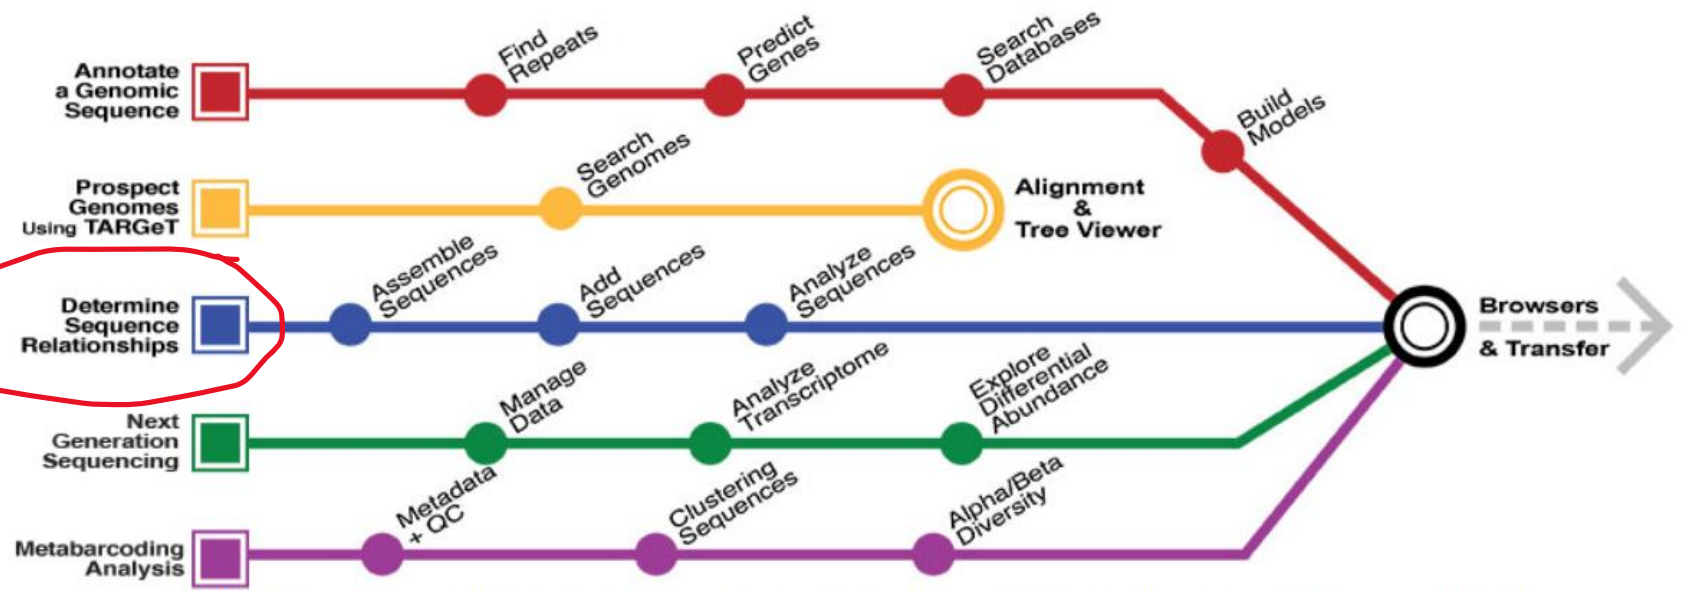 Annotate
a Genomic
Sequence
Find
Repeats
Predict
Genes
Search
Databases
Build
Models
Prospect
Genomes
Using TARGeT
Search
Genomes
Alignment
&
Tree Viewer
Determine
Sequence
Relationships
Assemble
Sequences
Add
Sequences
Analyze
Sequences
Browsers
& Transfer
Next
Generation
Sequencing
Manage
Data
Analyze
Transcriptome
Explore
Differential
Abundance
Metabarcoding
Analysis
Metadata
+ QC
Clustering
Sequences
Alpha/Beta
Diversity